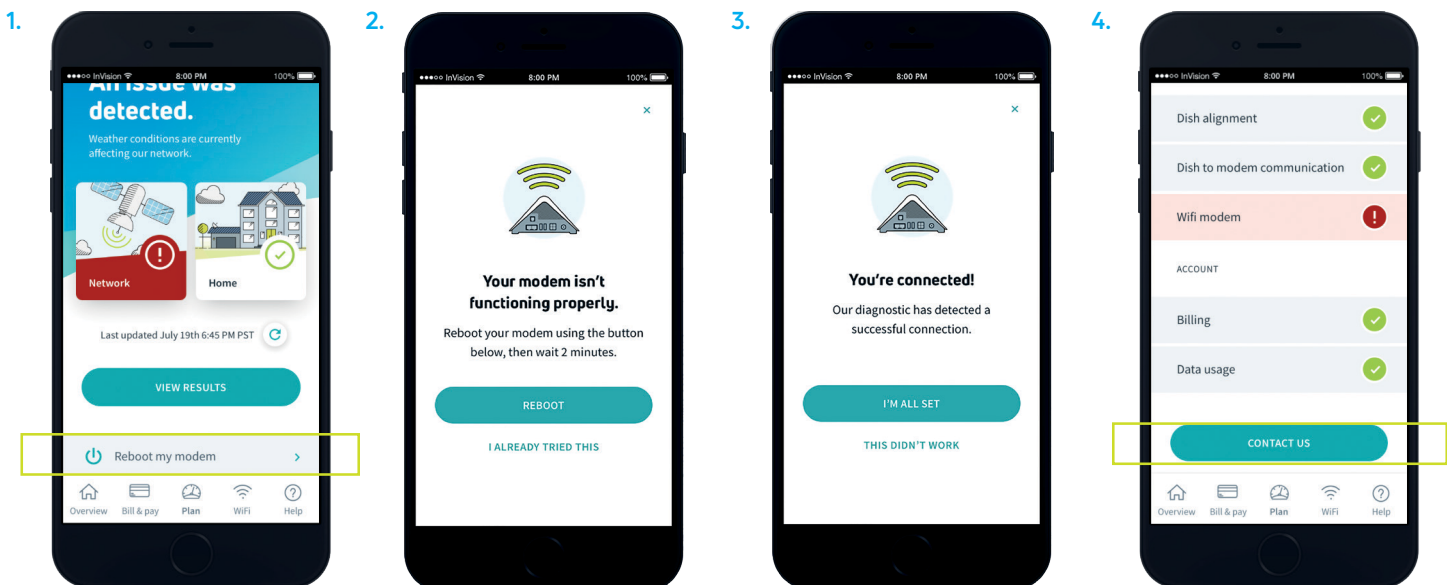 1.
●●●○○ InVision 8:00 PM 100%
An issue was
detected.
Weather conditions are currently
affecting our network.
Network
Home
Last updated July 19th 6:45 PM PST
VIEW RESULTS
Reboot my modem
Overview Bill & pay Plan WiFi Help
2.
●●●○○ InVision 8:00 PM 100%
×
Your modem isn't
functioning properly.
Reboot your modem using the button
below, then wait 2 minutes.
REBOOT
I ALREADY TRIED THIS
3.
●●●○○ InVision 8:00 PM 100%
×
You're connected!
Our diagnostic has detected a
successful connection.
I'M ALL SET
THIS DIDN'T WORK
4.
●●●○○ InVision 8:00 PM 100%
Dish alignment
Dish to modem communication
Wifi modem
ACCOUNT
Billing
Data usage
CONTACT US
Overview Bill & pay Plan WiFi Help